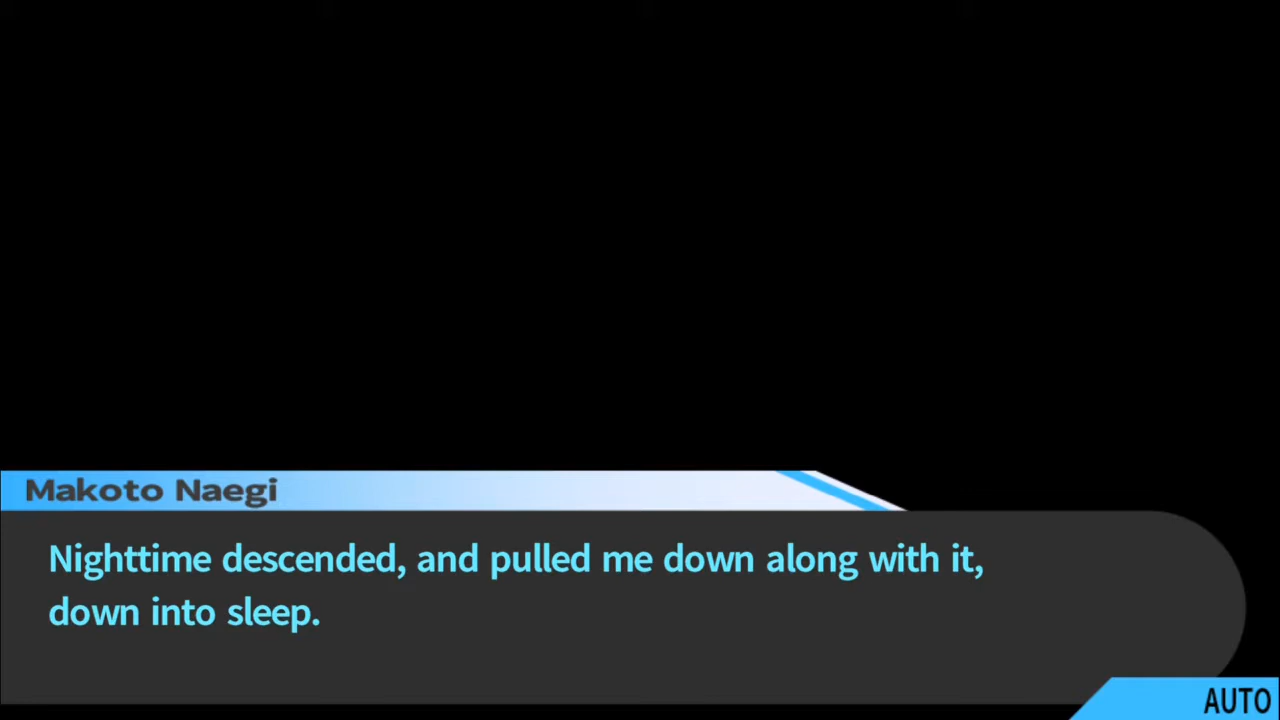 Makoto Naegi
Nighttime descended, and pulled me down along with it,
down into sleep.
AUTO